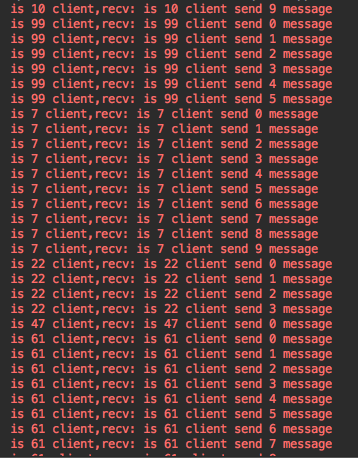 is 10 client,recv: is 10 client send 9 message
is 99 client,recv: is 99 client send 0 message
is 99 client,recv: is 99 client send 1 message
is 99 client,recv: is 99 client send 2 message
is 99 client,recv: is 99 client send 3 message
is 99 client,recv: is 99 client send 4 message
is 99 client,recv: is 99 client send 5 message
is 7 client,recv: is 7 client send 0 message
is 7 client,recv: is 7 client send 1 message
is 7 client,recv: is 7 client send 2 message
is 7 client,recv: is 7 client send 3 message
is 7 client,recv: is 7 client send 4 message
is 7 client,recv: is 7 client send 5 message
is 7 client,recv: is 7 client send 6 message
is 7 client,recv: is 7 client send 7 message
is 7 client,recv: is 7 client send 8 message
is 7 client,recv: is 7 client send 9 message
is 22 client,recv: is 22 client send 0 message
is 22 client,recv: is 22 client send 1 message
is 22 client,recv: is 22 client send 2 message
is 22 client,recv: is 22 client send 3 message
is 47 client,recv: is 47 client send 0 message
is 61 client,recv: is 61 client send 0 message
is 61 client,recv: is 61 client send 1 message
is 61 client,recv: is 61 client send 2 message
is 61 client,recv: is 61 client send 3 message
is 61 client,recv: is 61 client send 4 message
is 61 client,recv: is 61 client send 5 message
is 61 client,recv: is 61 client send 6 message
is 61 client,recv: is 61 client send 7 message